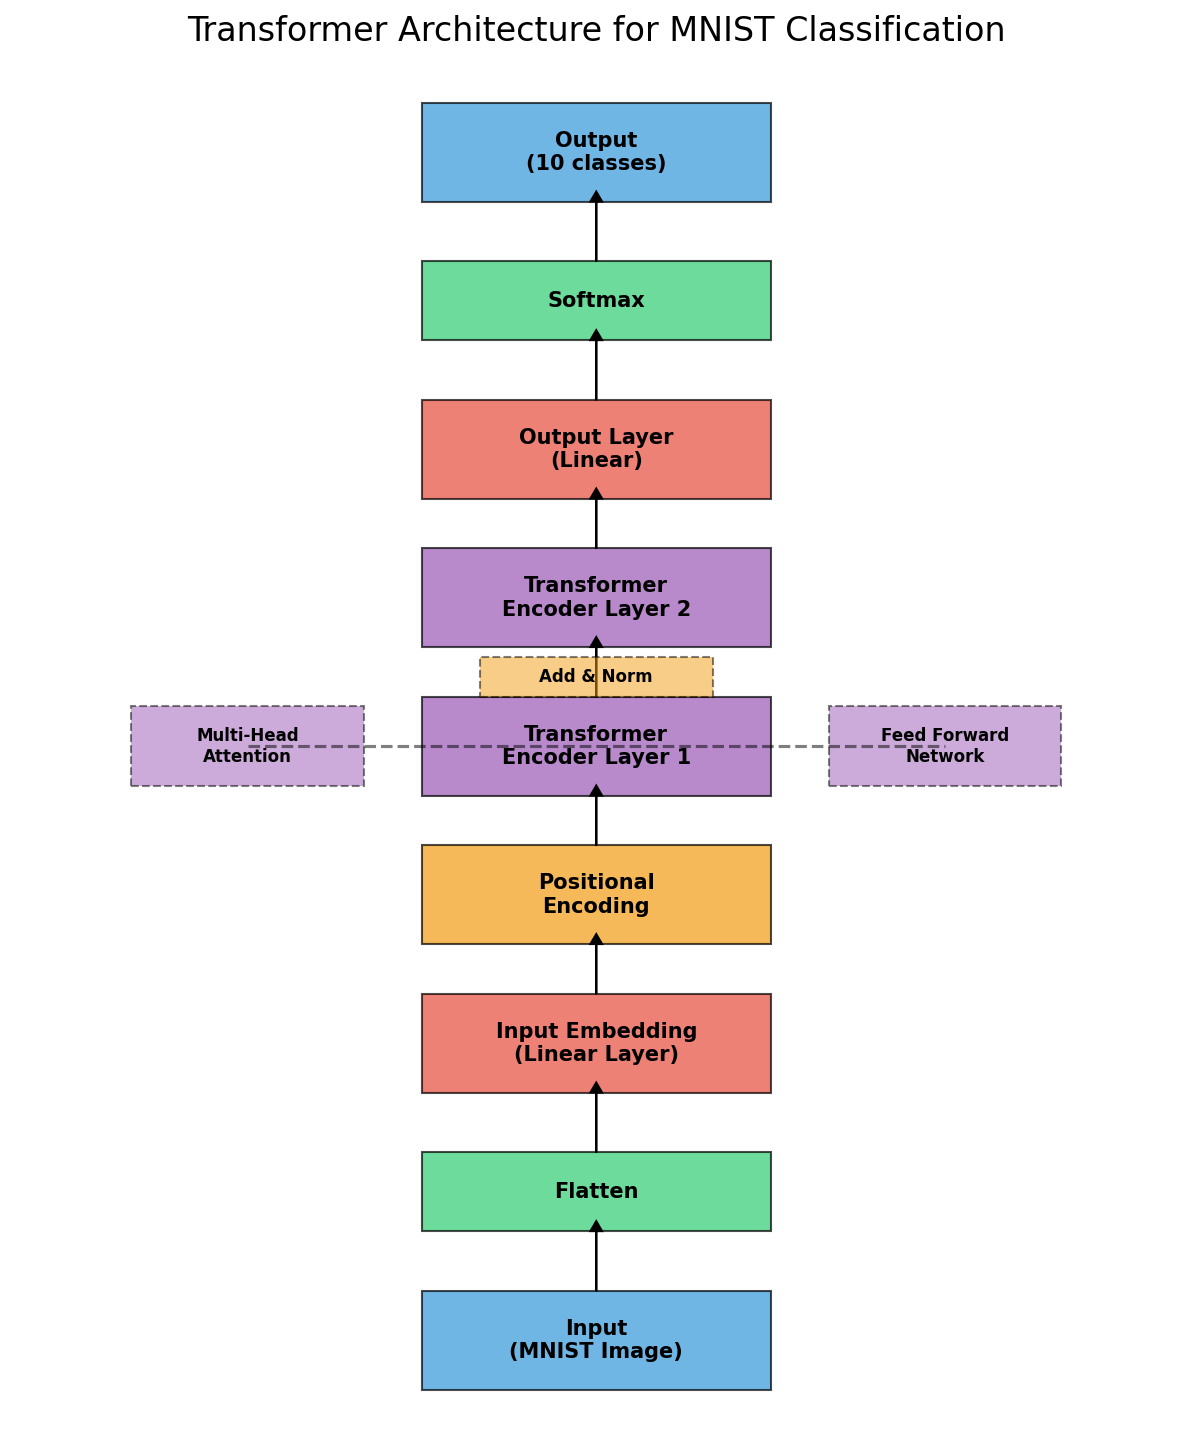 Transformer Architecture for MNIST Classification
Output
(10 classes)
Softmax
Output Layer
(Linear)
Transformer
Encoder Layer 2
Add & Norm
Multi-Head
Attention
Transformer
Encoder Layer 1
Feed Forward
Network
Positional
Encoding
Input Embedding
(Linear Layer)
Flatten
Input
(MNIST Image)